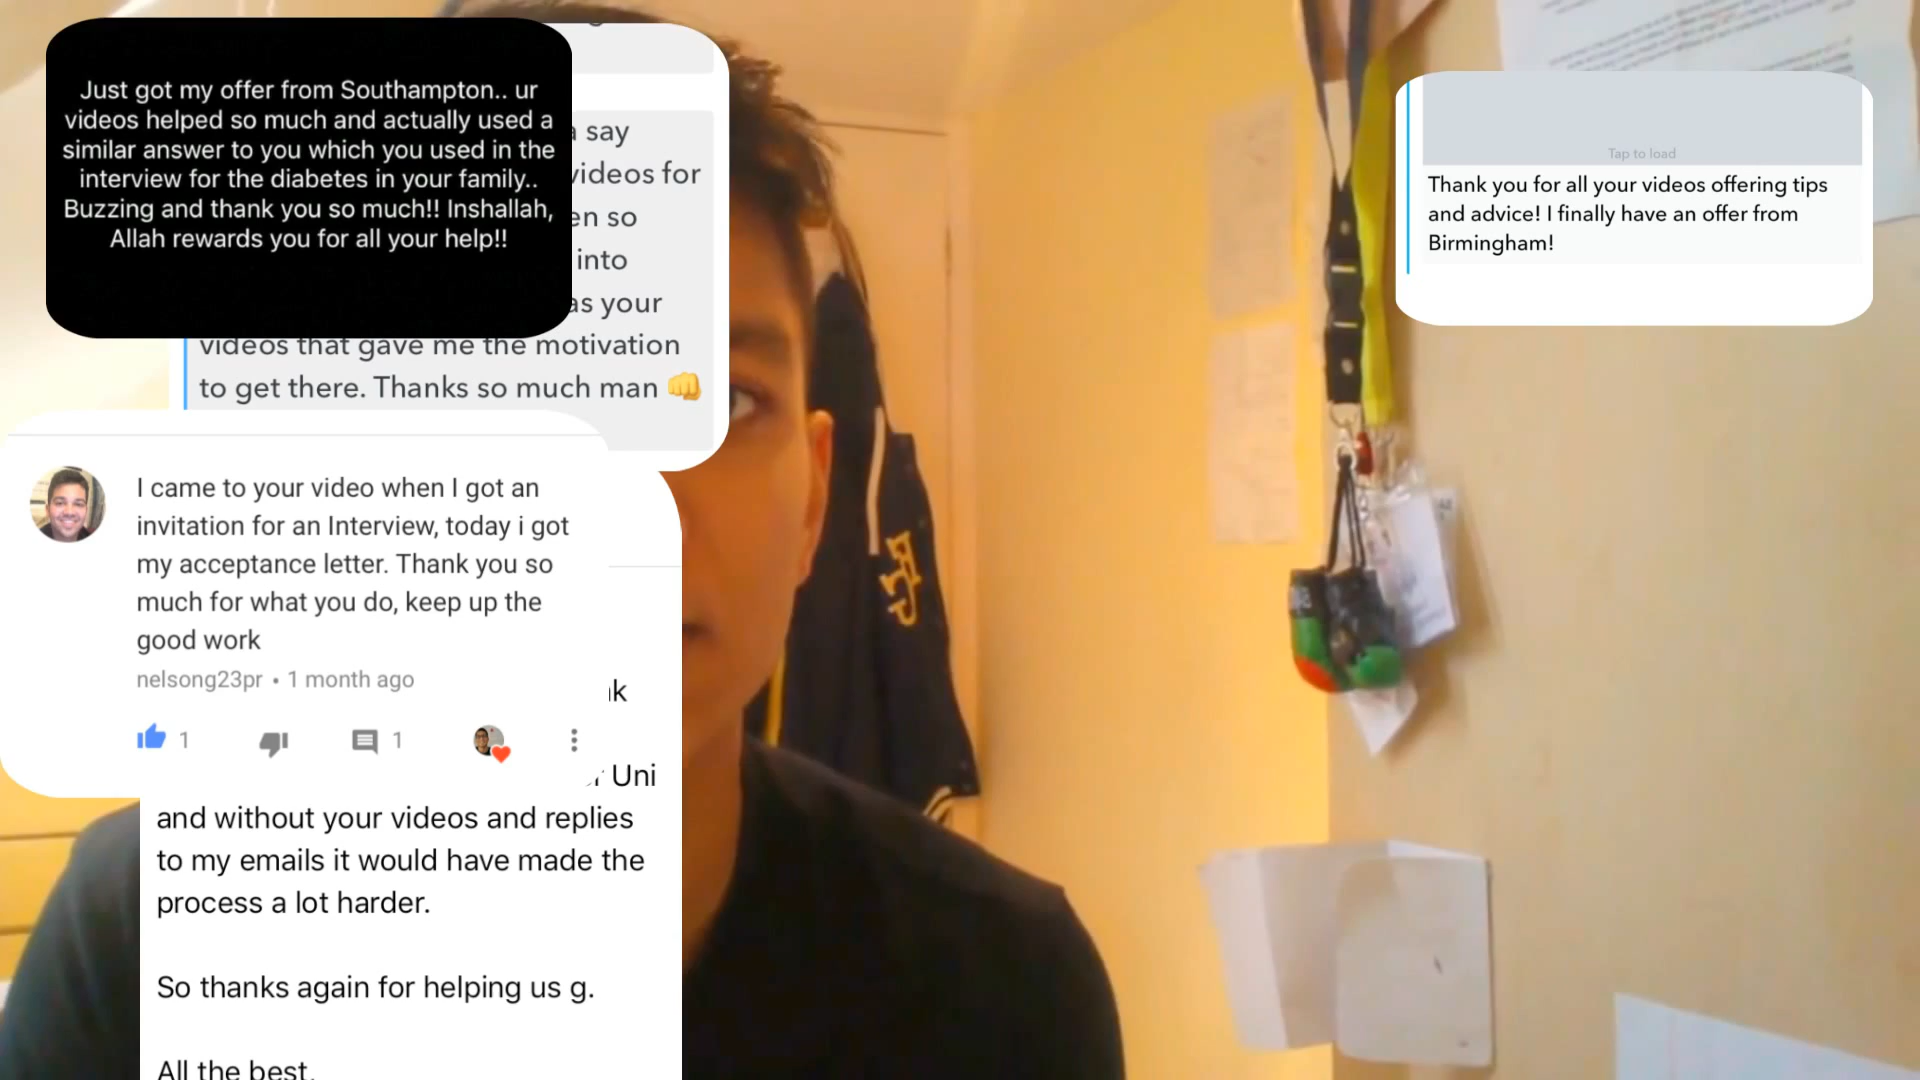 Just got my offer from Southampton.. ur
videos helped so much and actually used a
similar answer to you which you used in the
interview for the diabetes in your family..
Buzzing and thank you so much!! Inshallah,
Allah rewards you for all your help!!
say
videos for
en so
into
as your
videos that gave me the motivation
to get there. Thanks so much man 👊
I came to your video when I got an
invitation for an Interview, today i got
my acceptance letter. Thank you so
much for what you do, keep up the
good work
nelsong23pr • 1 month ago
1
1
Uni
and without your videos and replies
to my emails it would have made the
process a lot harder.
So thanks again for helping us g.
All the best.
Tap to load
Thank you for all your videos offering tips
and advice! I finally have an offer from
Birmingham!